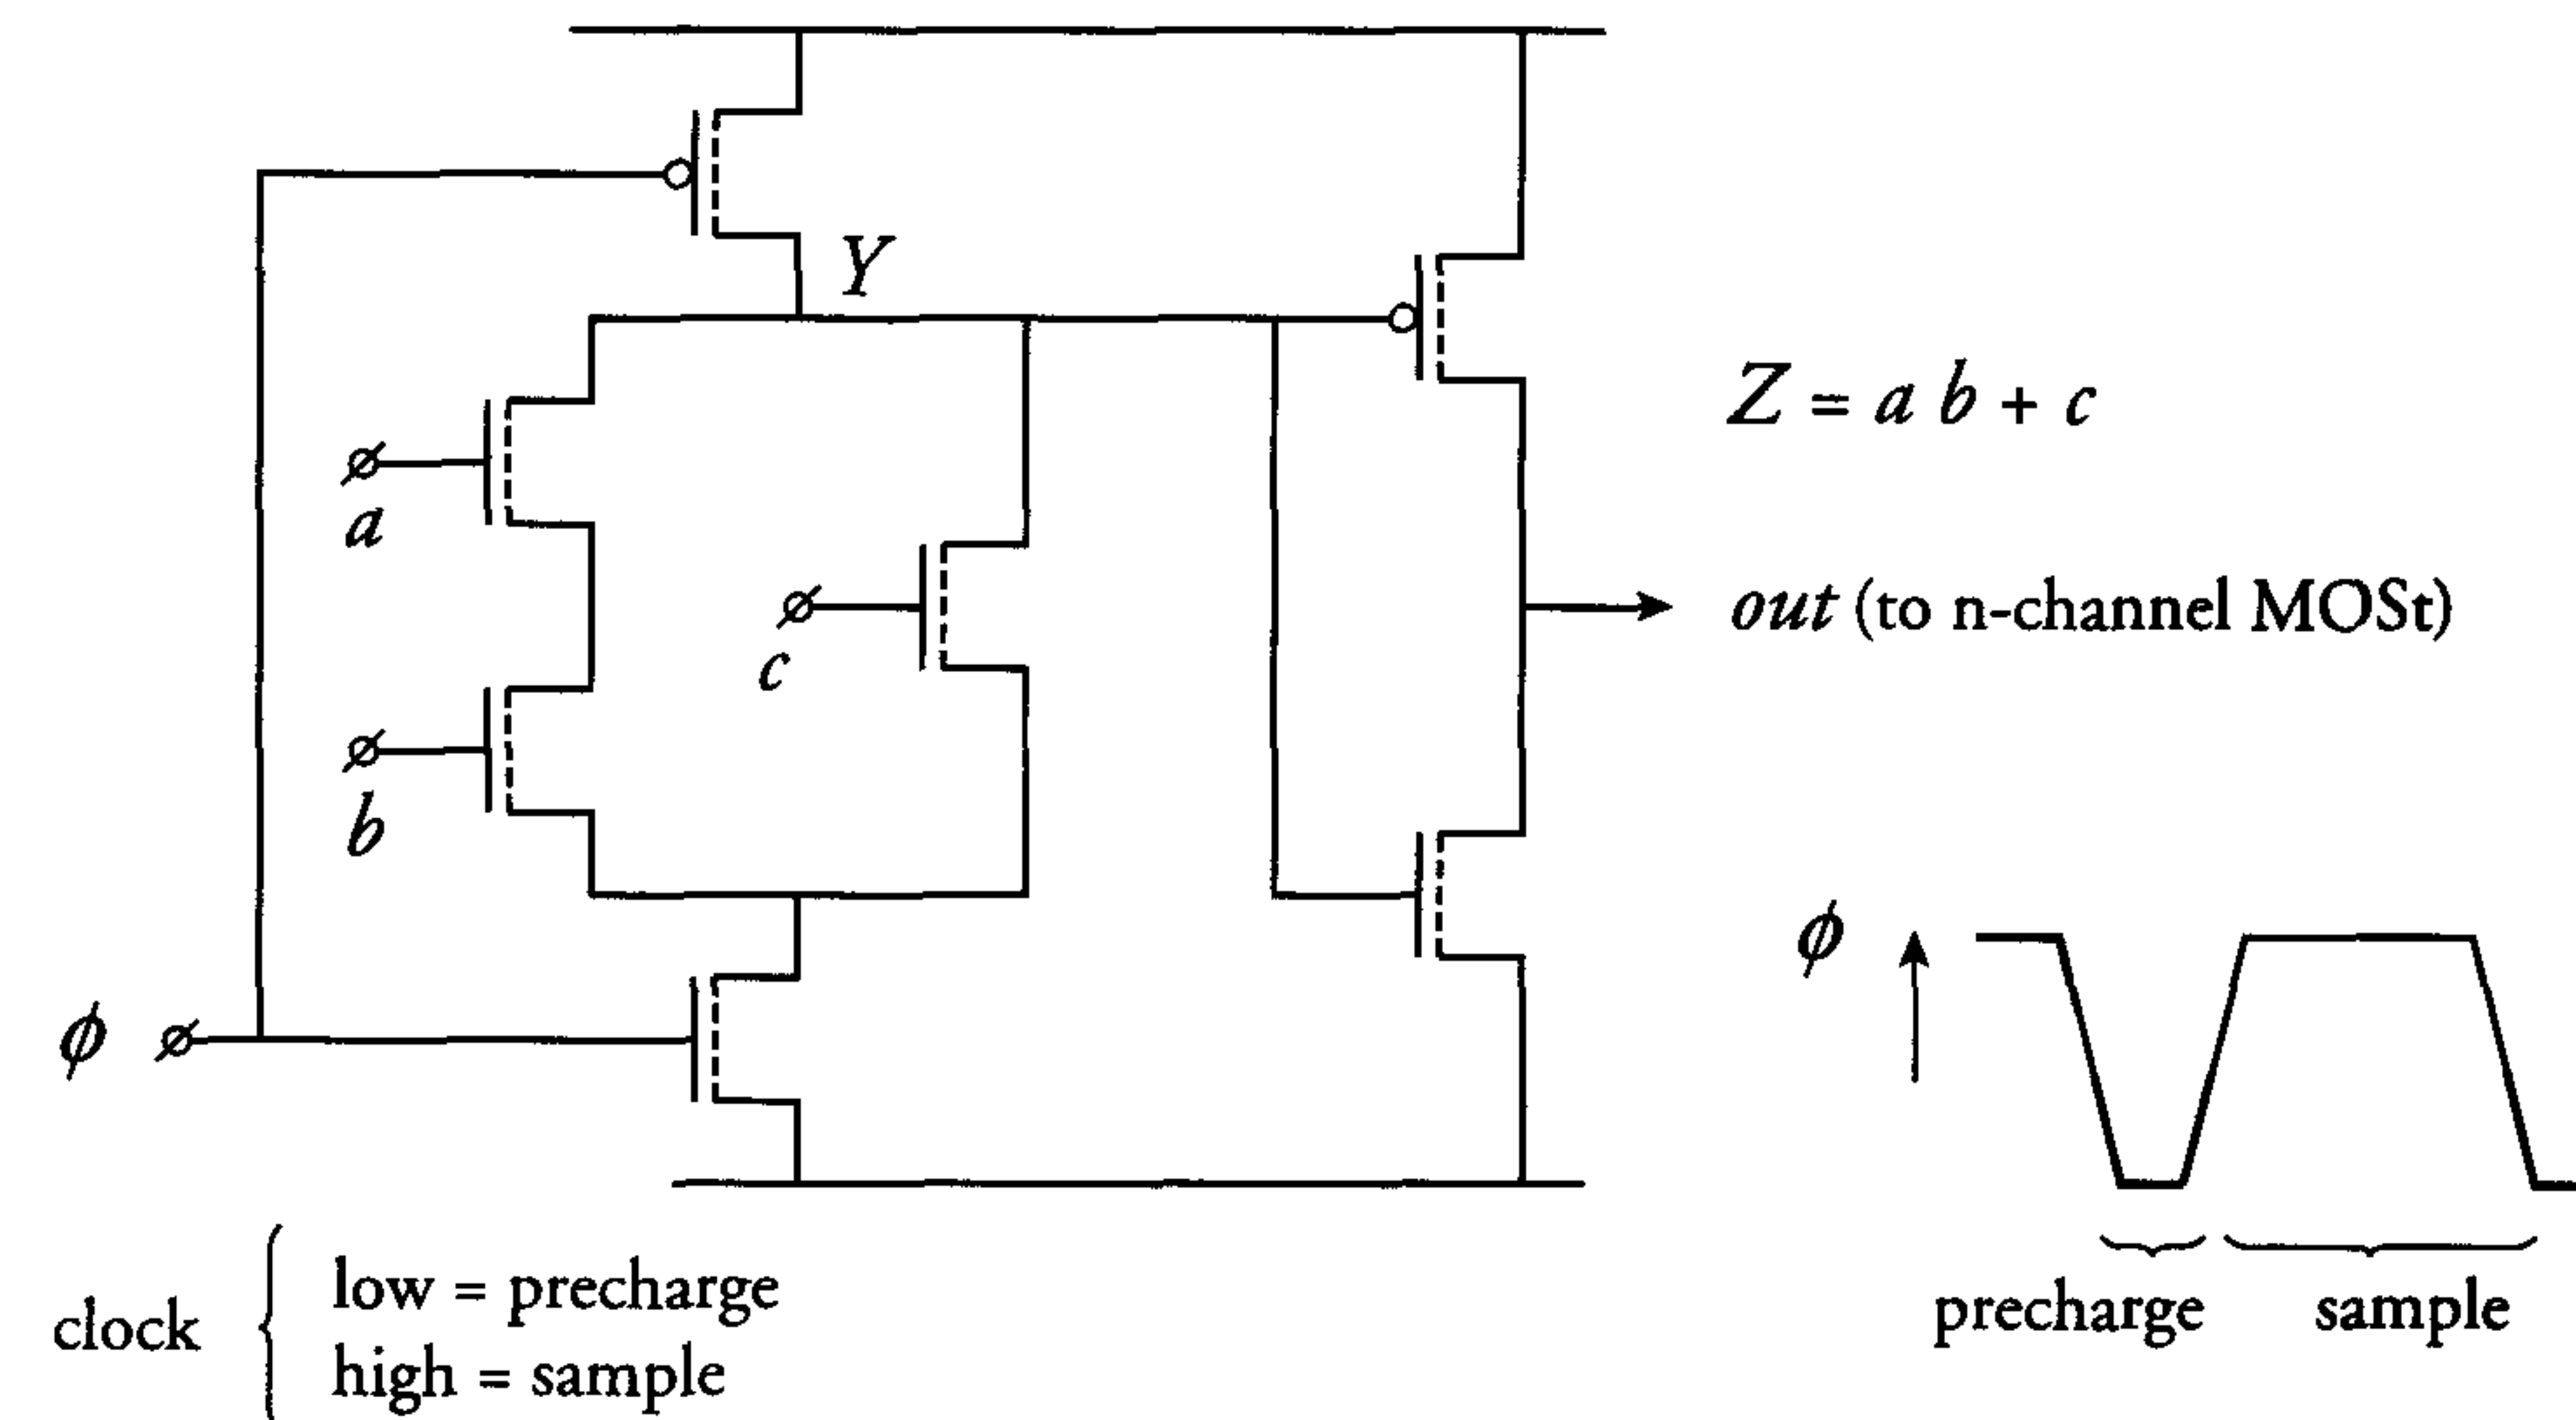 Y
Z = a b + c
a
out (to n-channel MOSt)
c
b
ϕ
ϕ
clock { low = precharge
high = sample
precharge sample